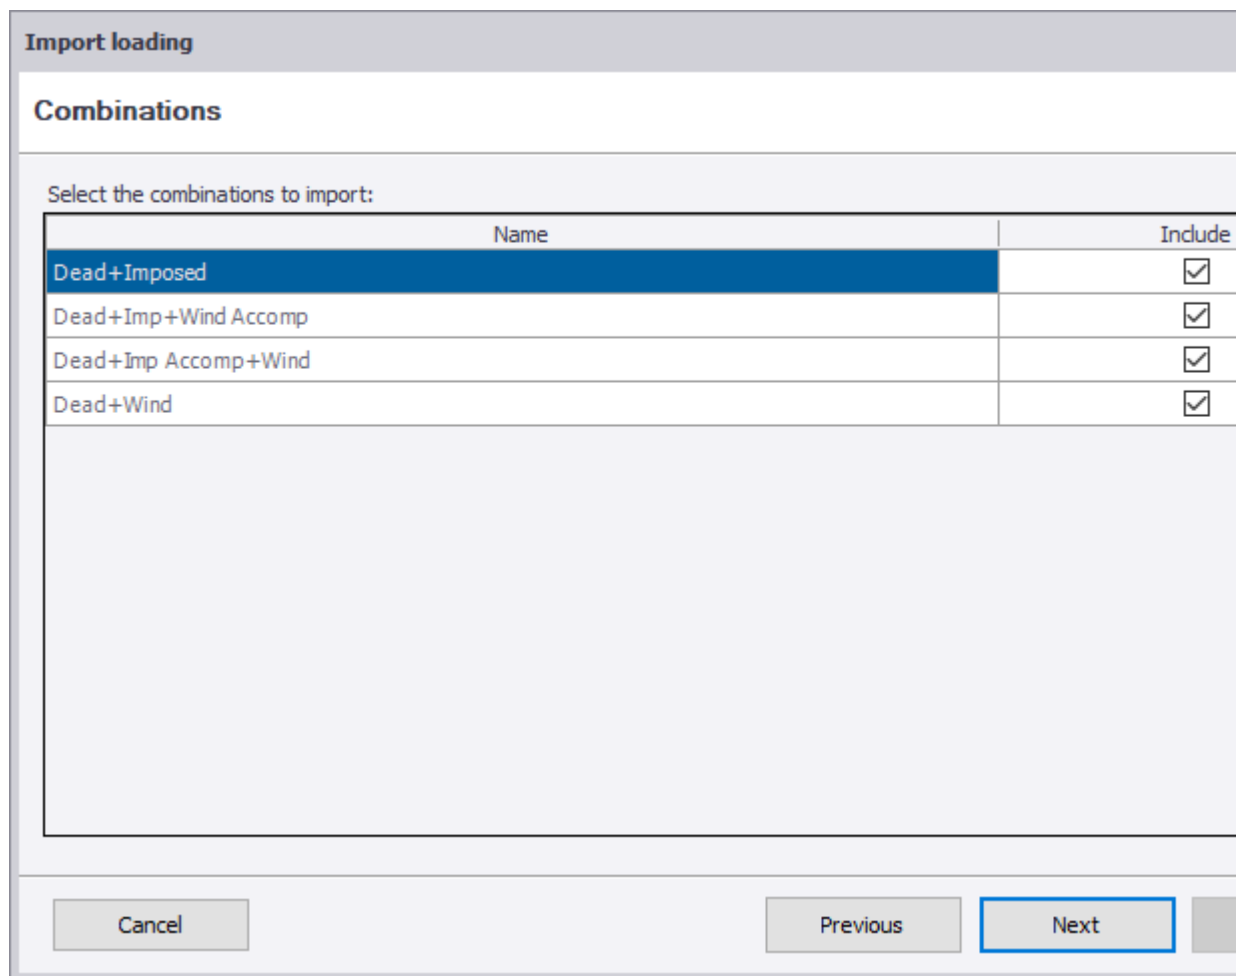 Import loading
Combinations
Select the combinations to import:
Name Include
Dead+Imposed
Dead+Imp+Wind Accomp
Dead+Imp Accomp+Wind
Dead+Wind
Cancel Previous Next